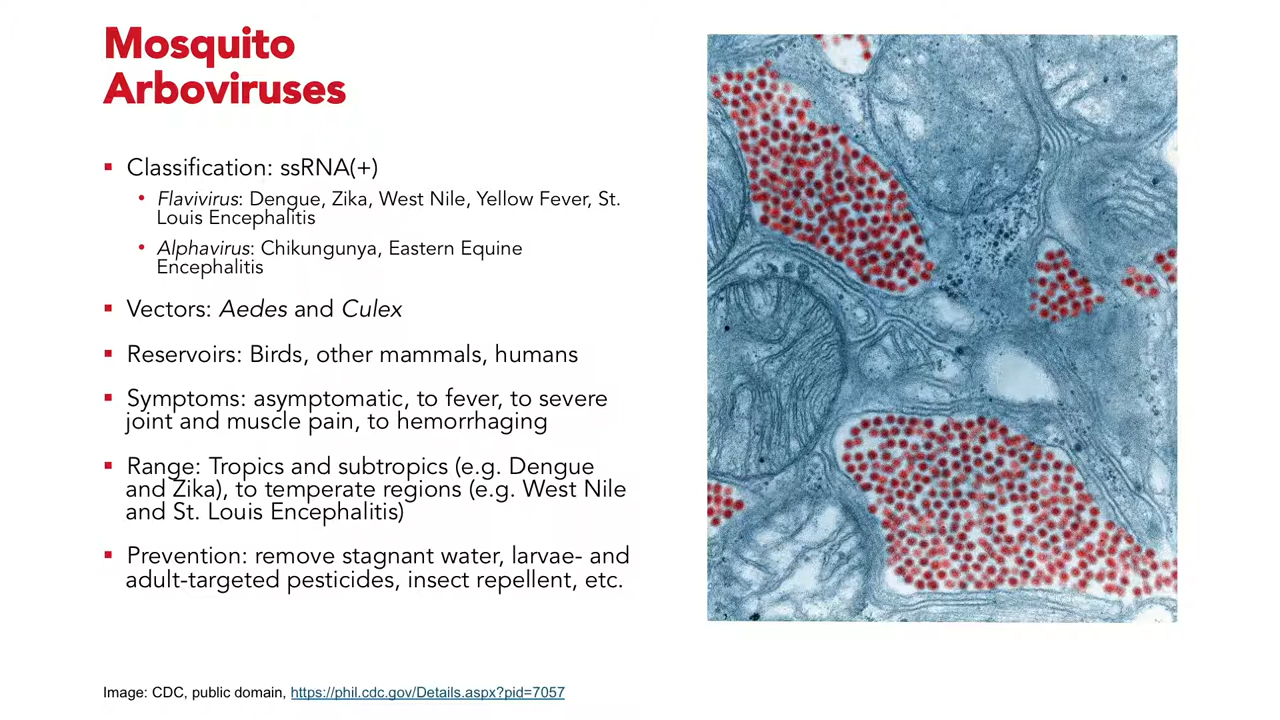 Mosquito
Arboviruses
▪ Classification: ssRNA(+)
• Flavivirus: Dengue, Zika, West Nile, Yellow Fever, St.
Louis Encephalitis
• Alphavirus: Chikungunya, Eastern Equine
Encephalitis
▪ Vectors: Aedes and Culex
▪ Reservoirs: Birds, other mammals, humans
▪ Symptoms: asymptomatic, to fever, to severe
joint and muscle pain, to hemorrhaging
▪ Range: Tropics and subtropics (e.g. Dengue
and Zika), to temperate regions (e.g. West Nile
and St. Louis Encephalitis)
▪ Prevention: remove stagnant water, larvae- and
adult-targeted pesticides, insect repellent, etc.
Image: CDC, public domain, https://phil.cdc.gov/Details.aspx?pid=7057